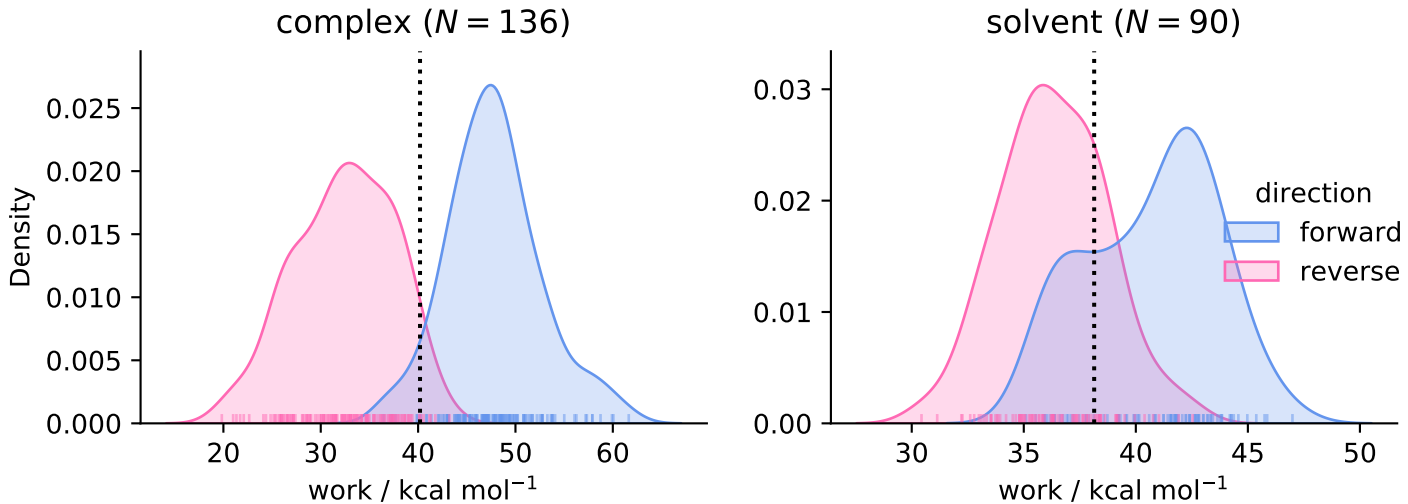 complex (N = 136)
Density
0.025
0.020
0.015
0.010
0.005
0.000
20 30 40 50 60
work / kcal mol⁻¹
solvent (N = 90)
0.03
0.02
0.01
0.00
30 35 40 45 50
work / kcal mol⁻¹
direction
forward
reverse